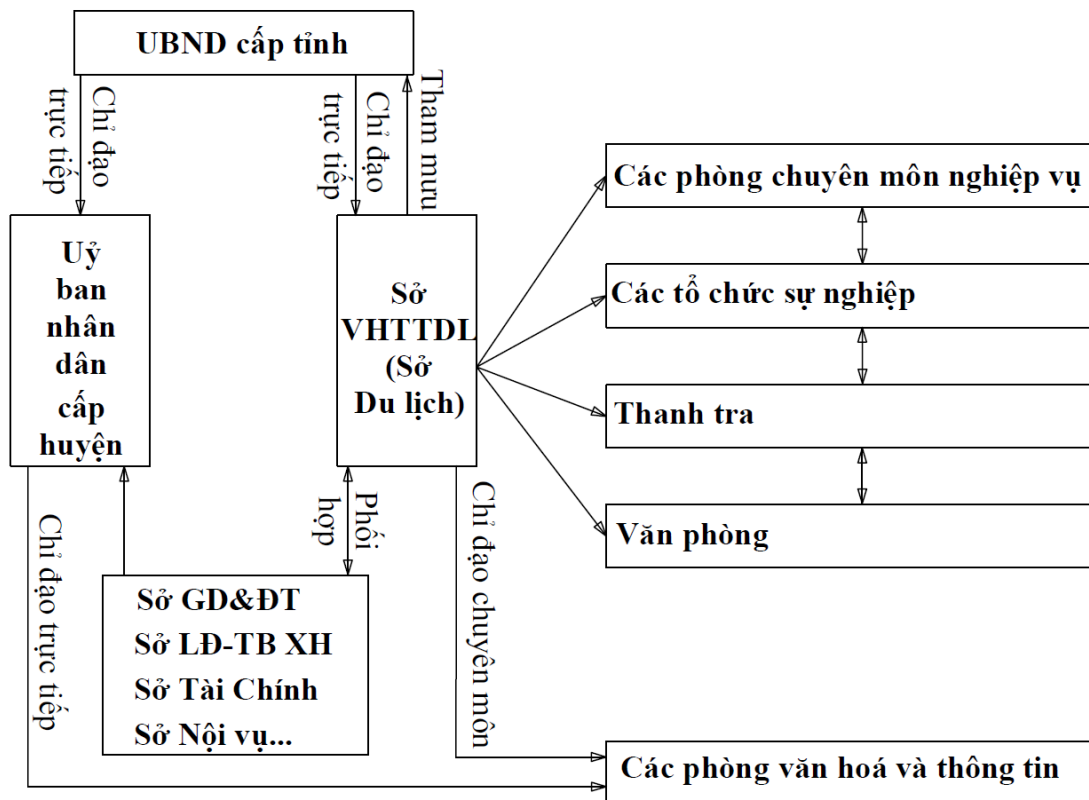 UBND cấp tỉnh
Chỉ đạo
trực tiếp
Chỉ đạo
trực tiếp
Tham mưu
Uỷ
ban
nhân
dân
cấp
huyện
Sở
VHTTDL
(Sở
Du lịch)
Các phòng chuyên môn nghiệp vụ
Các tổ chức sự nghiệp
Thanh tra
Văn phòng
Chỉ đạo trực tiếp
Phối
hợp
Chỉ đạo chuyên môn
Sở GD&ĐT
Sở LĐ-TB XH
Sở Tài Chính
Sở Nội vụ...
Các phòng văn hoá và thông tin